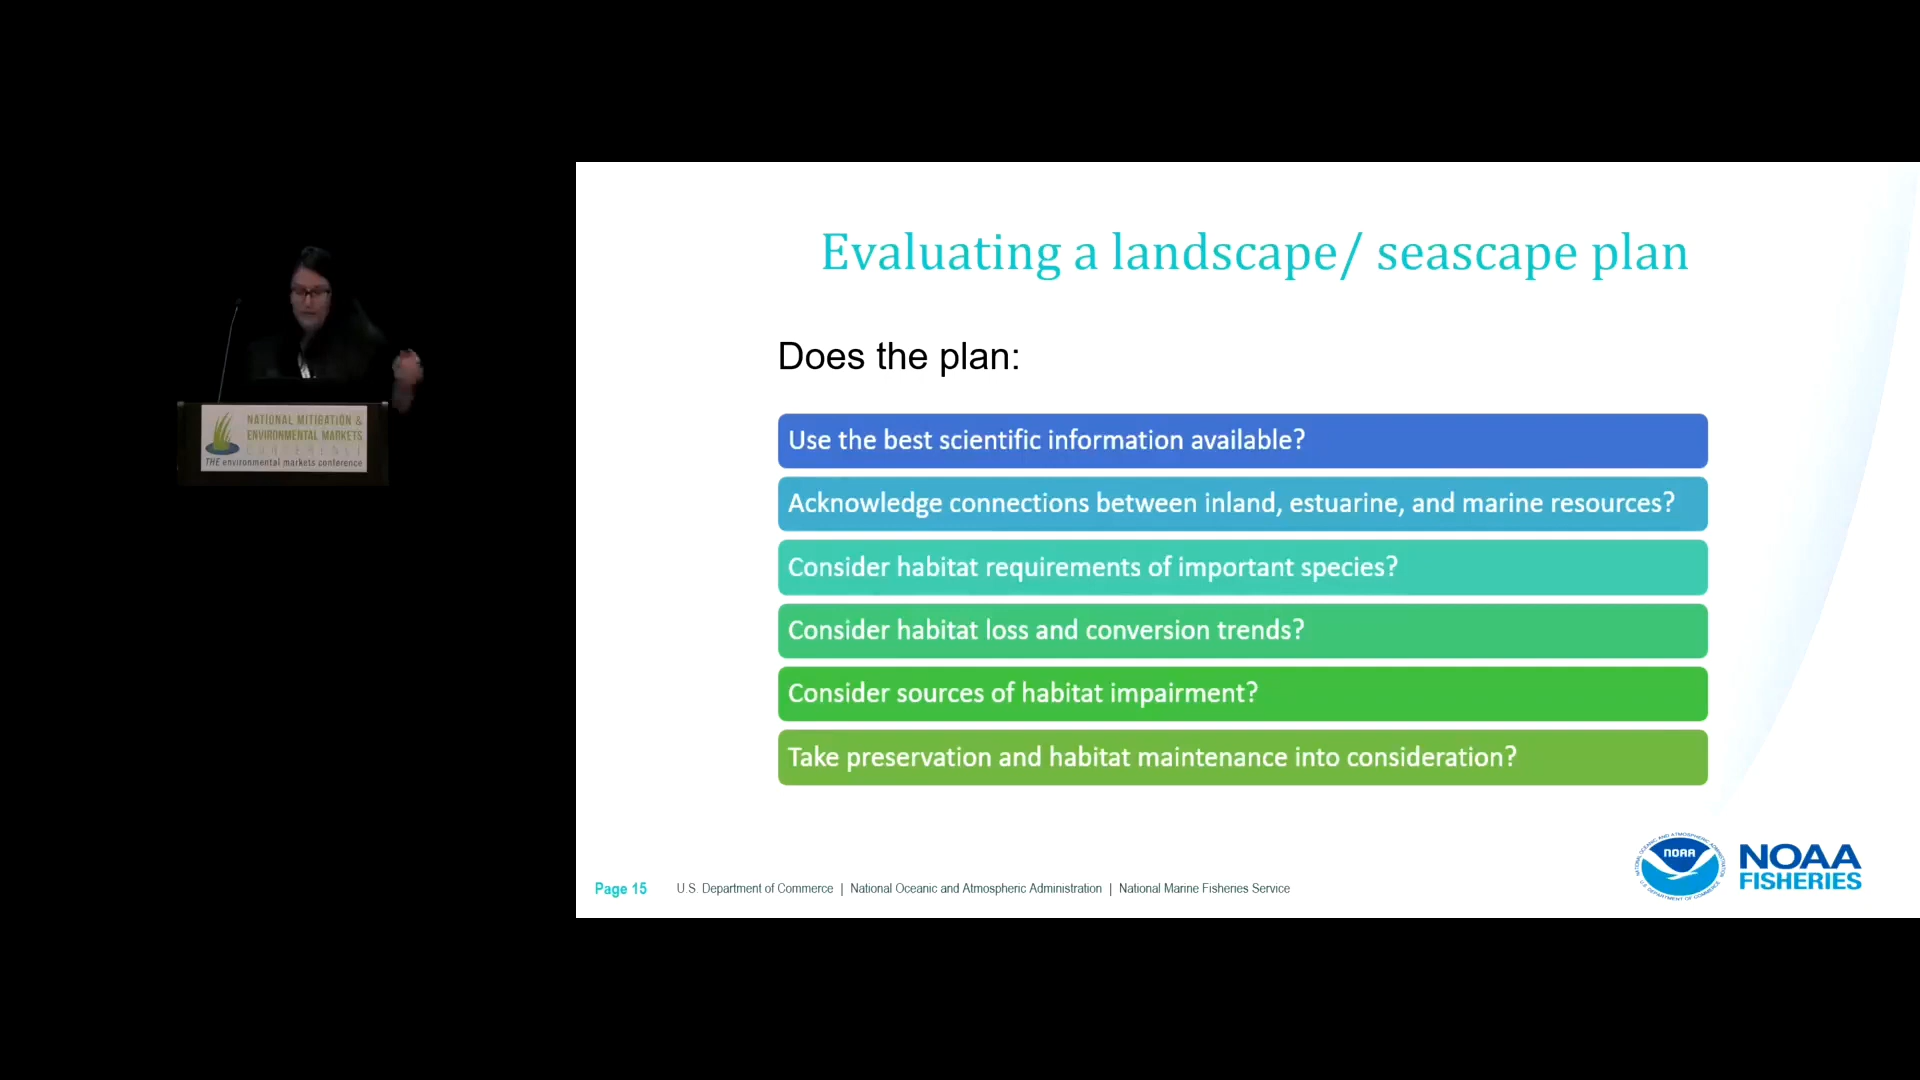 Evaluating a landscape/ seascape plan
Does the plan:
Use the best scientific information available?
Acknowledge connections between inland, estuarine, and marine resources?
Consider habitat requirements of important species?
Consider habitat loss and conversion trends?
Consider sources of habitat impairment?
Take preservation and habitat maintenance into consideration?
Page 15
U.S. Department of Commerce | National Oceanic and Atmospheric Administration | National Marine Fisheries Service
NOAA
NOAA
FISHERIES
NATIONAL MITIGATION &
ENVIRONMENTAL MARKETS
CONFERENCE
THE environmental markets conference